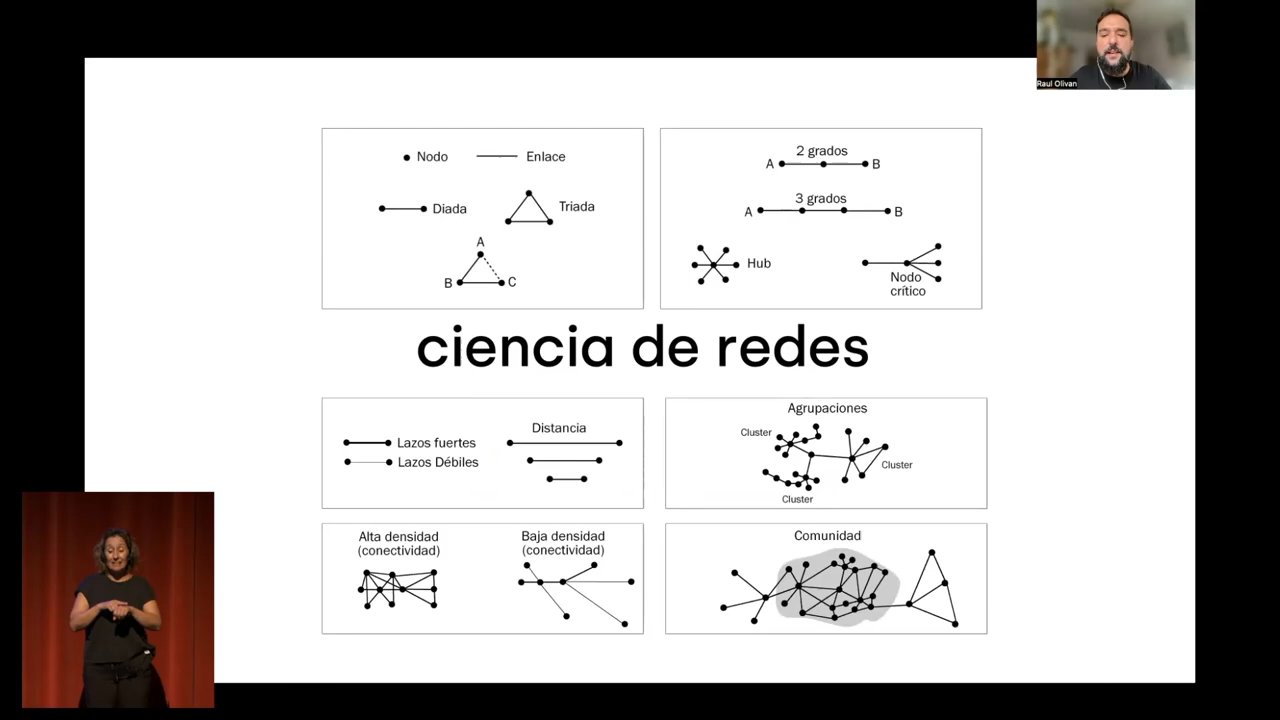 Raul Olivan
Nodo
Enlace
Diada
Triada
A
B
C
2 grados
A
B
3 grados
A
B
Hub
Nodo
crítico
ciencia de redes
Lazos fuertes
Lazos Débiles
Distancia
Agrupaciones
Cluster
Cluster
Cluster
Alta densidad
(conectividad)
Baja densidad
(conectividad)
Comunidad